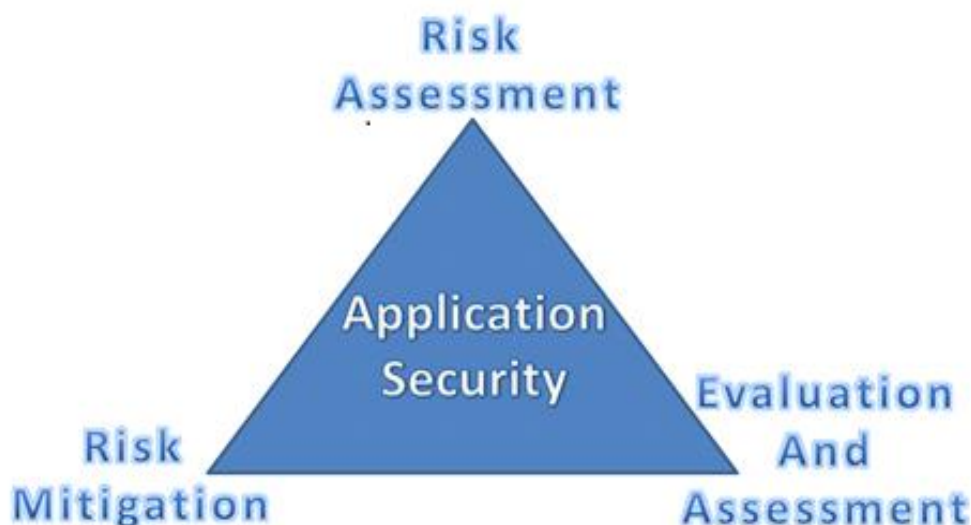 Risk
Assessment
Application
Security
Risk
Mitigation
Evaluation
And
Assessment